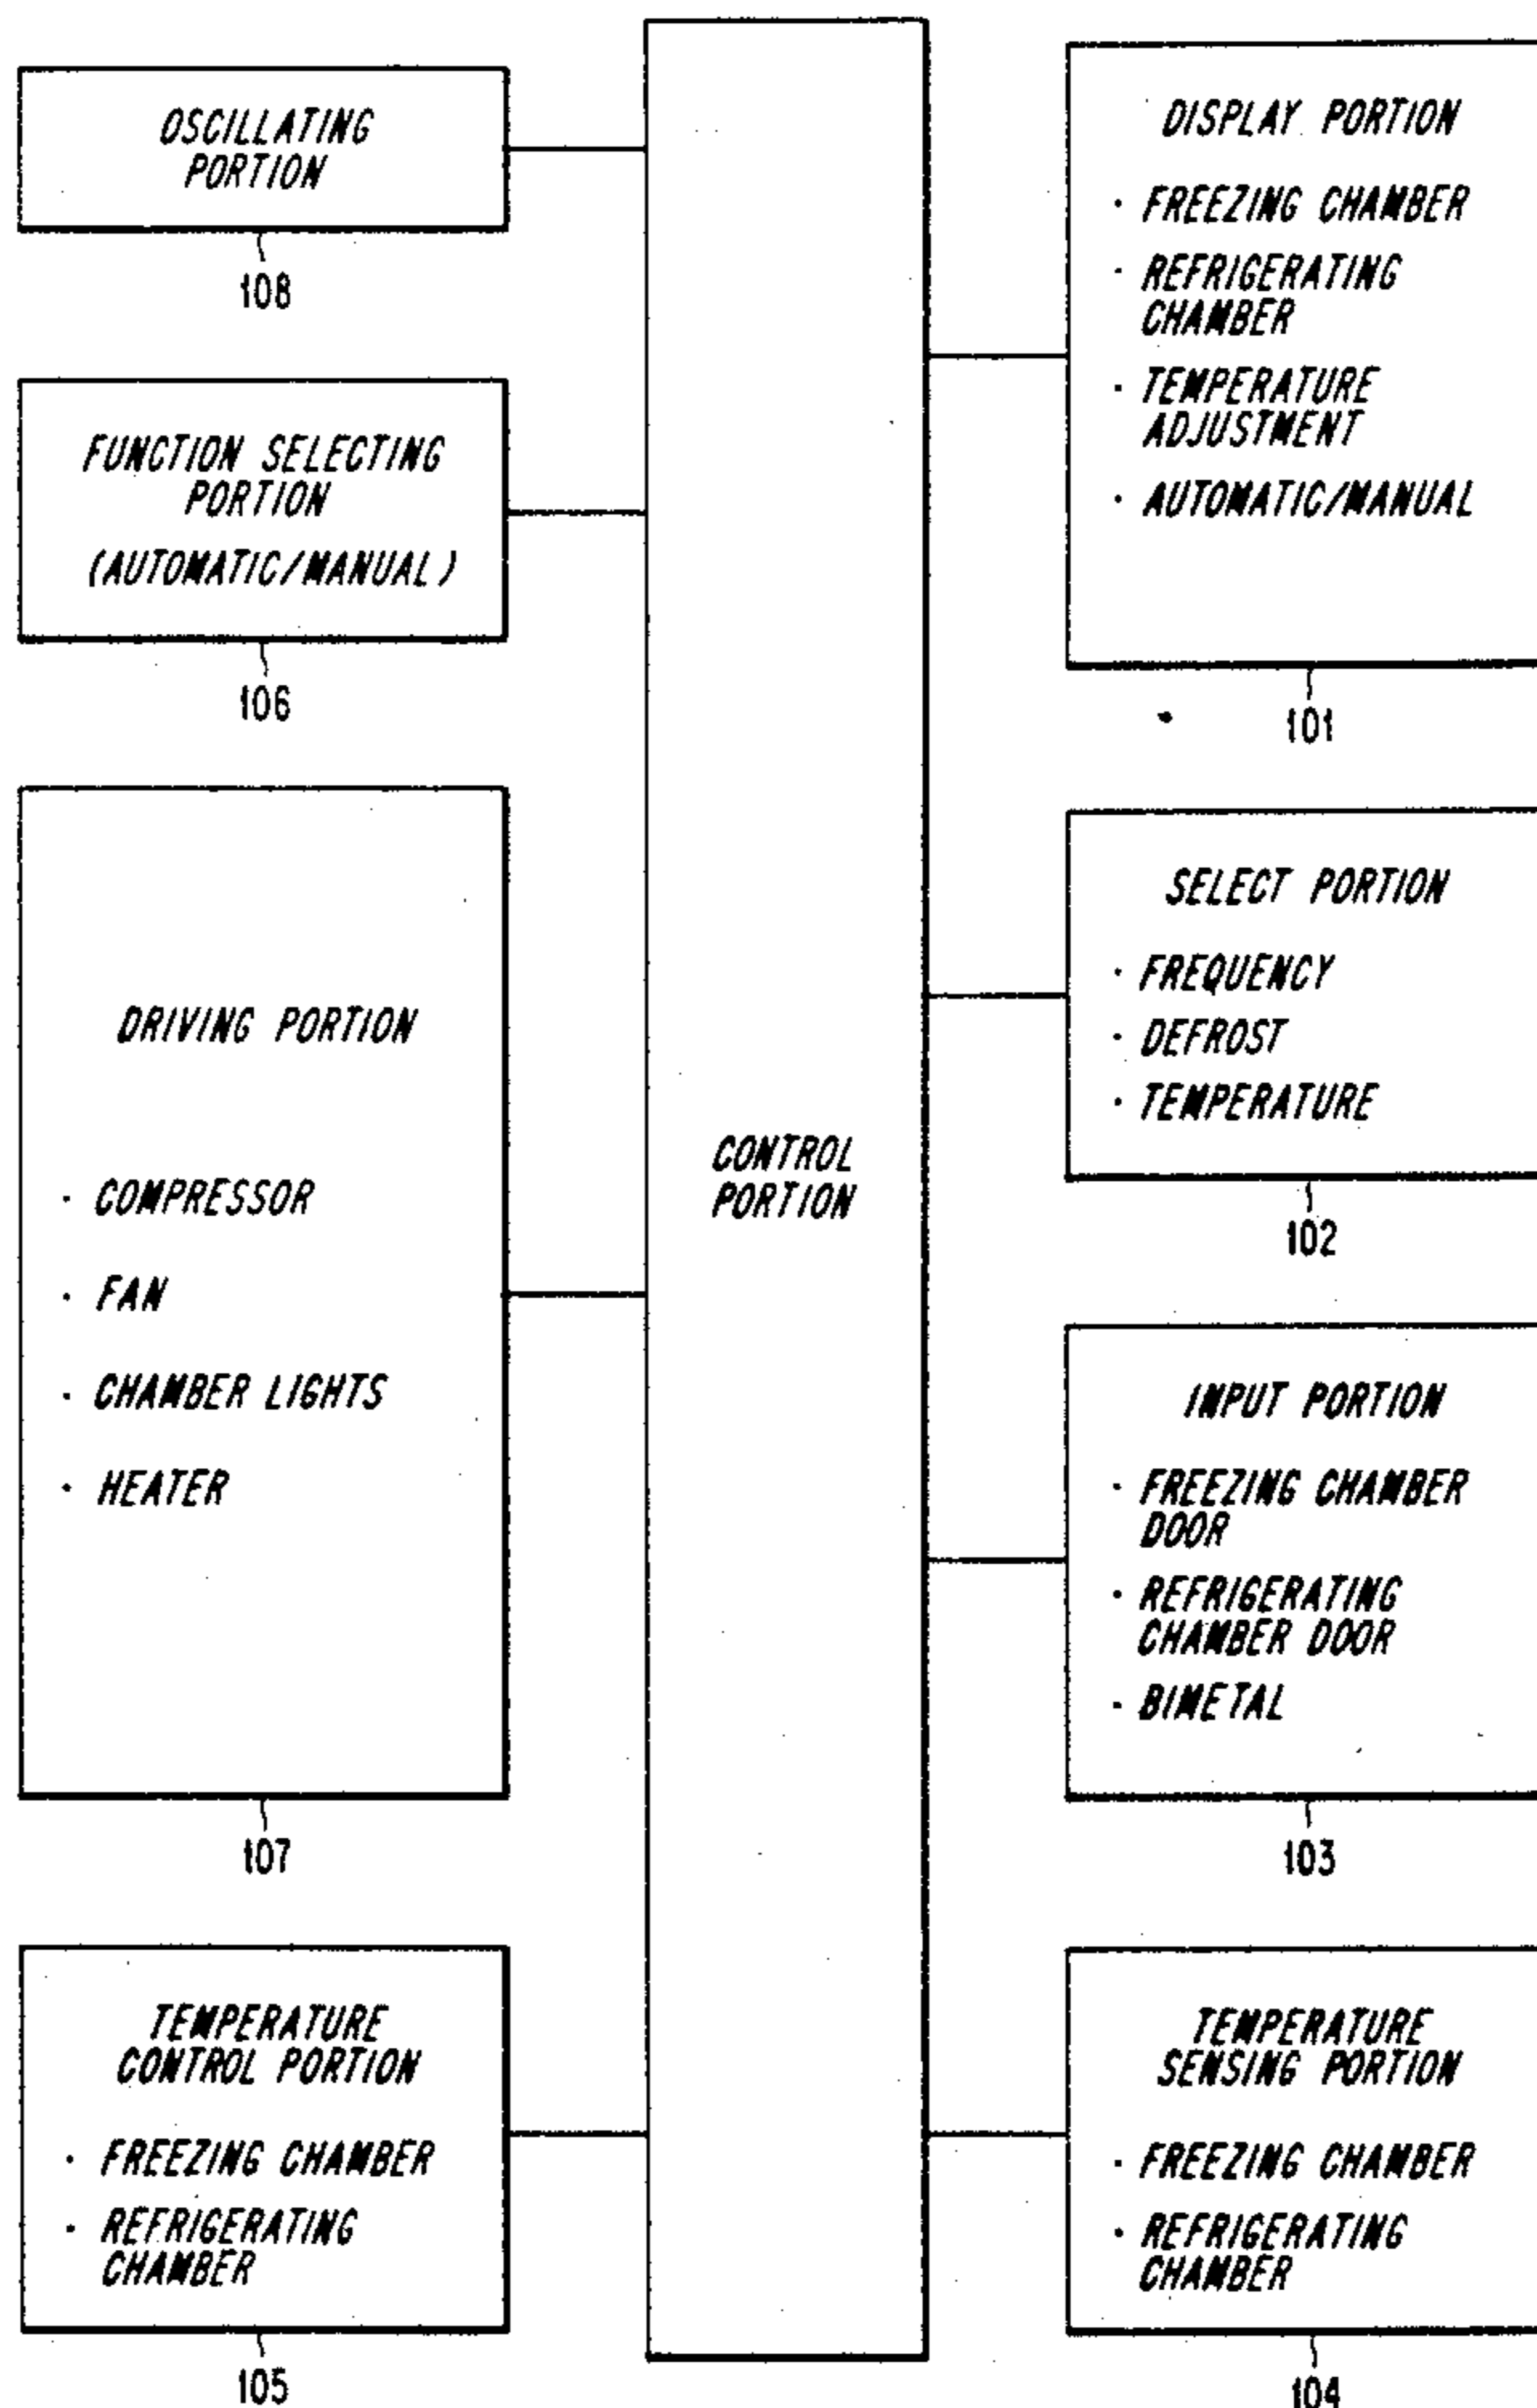 OSCILLATING
PORTION
108
FUNCTION SELECTING
PORTION
(AUTOMATIC/MANUAL)
106
DRIVING PORTION
· COMPRESSOR
· FAN
· CHAMBER LIGHTS
· HEATER
107
TEMPERATURE
CONTROL PORTION
· FREEZING CHAMBER
· REFRIGERATING
CHAMBER
105
CONTROL
PORTION
DISPLAY PORTION
· FREEZING CHAMBER
· REFRIGERATING
CHAMBER
· TEMPERATURE
ADJUSTMENT
· AUTOMATIC/MANUAL
101
SELECT PORTION
· FREQUENCY
· DEFROST
· TEMPERATURE
102
INPUT PORTION
· FREEZING CHAMBER
DOOR
· REFRIGERATING
CHAMBER DOOR
· BIMETAL
103
TEMPERATURE
SENSING PORTION
· FREEZING CHAMBER
· REFRIGERATING
CHAMBER
104